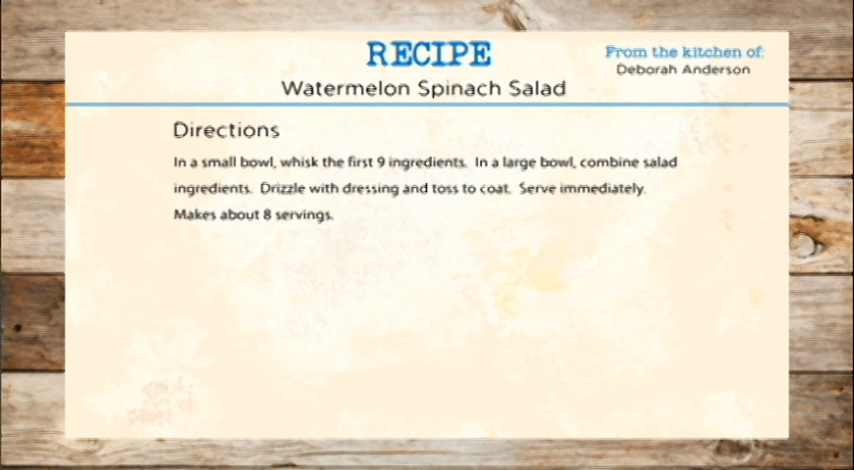 RECIPE
From the kitchen of:
Deborah Anderson
Watermelon Spinach Salad
Directions
In a small bowl, whisk the first 9 ingredients. In a large bowl, combine salad
ingredients. Drizzle with dressing and toss to coat. Serve immediately.
Makes about 8 servings.